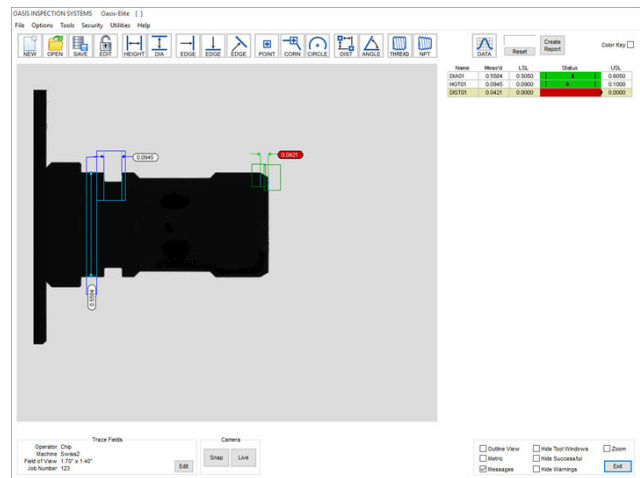 OASIS INSPECTION SYSTEMS Oasis-Elite [ ]
File Options Tools Security Utilities Help
NEW OPEN SAVE EDIT HEIGHT DIA EDGE EDGE EDGE POINT CORN CIRCLE DIST ANGLE THREAD NPT
DATA Reset Create Report Color Key
Name Meas'd LSL Status USL
DIA01 0.5584 0.5050 0.6050
HGT01 0.0945 0.0900 0.1000
DIST01 0.0421 0.0000 0.0000
0.0945
0.0421
0.5584
Trace Fields
Operator Chip
Machine Swiss2
Field of View 1.70" x 1.40"
Job Number 123
Edit
Camera
Snap Live
Outline View Hide Tool Windows Zoom
Metric Hide Successful
Messages Hide Warnings Exit